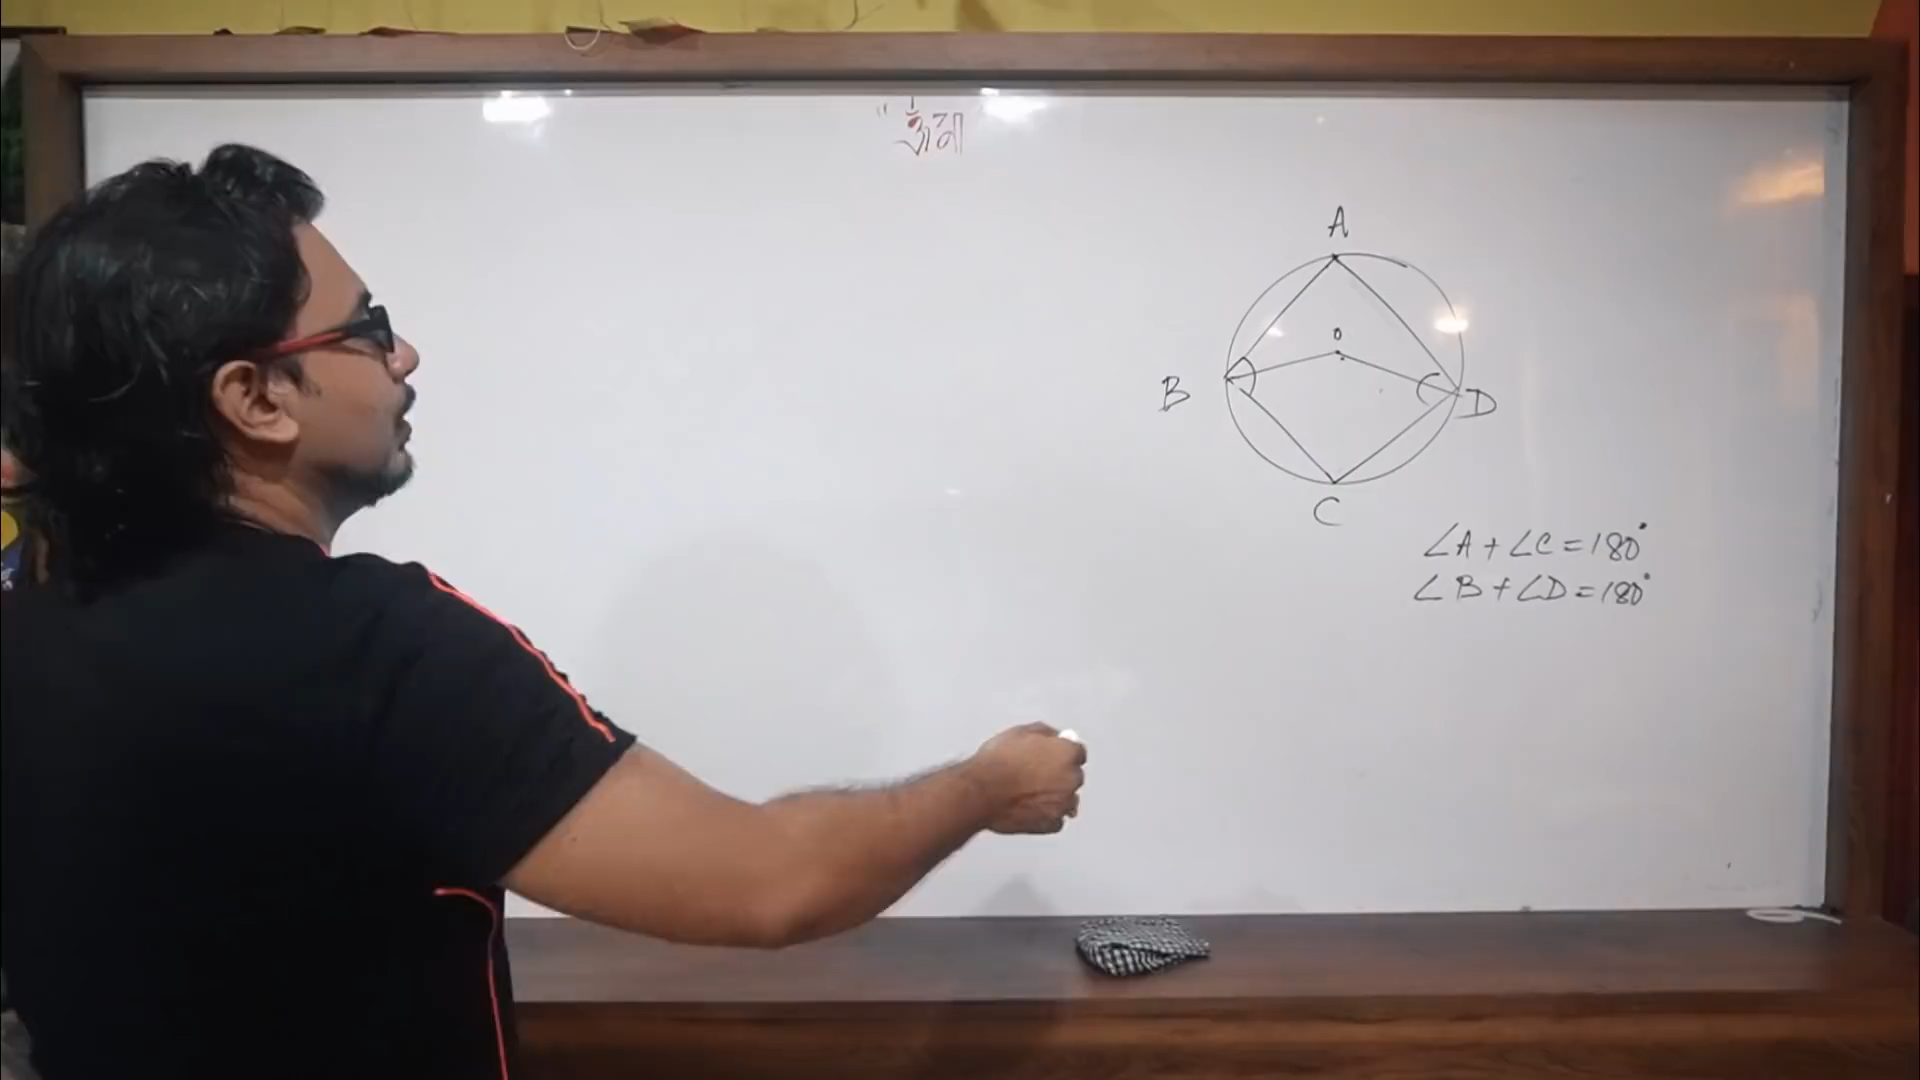 A
O
B
D
C
∠A + ∠C = 180°
∠B + ∠D = 180°